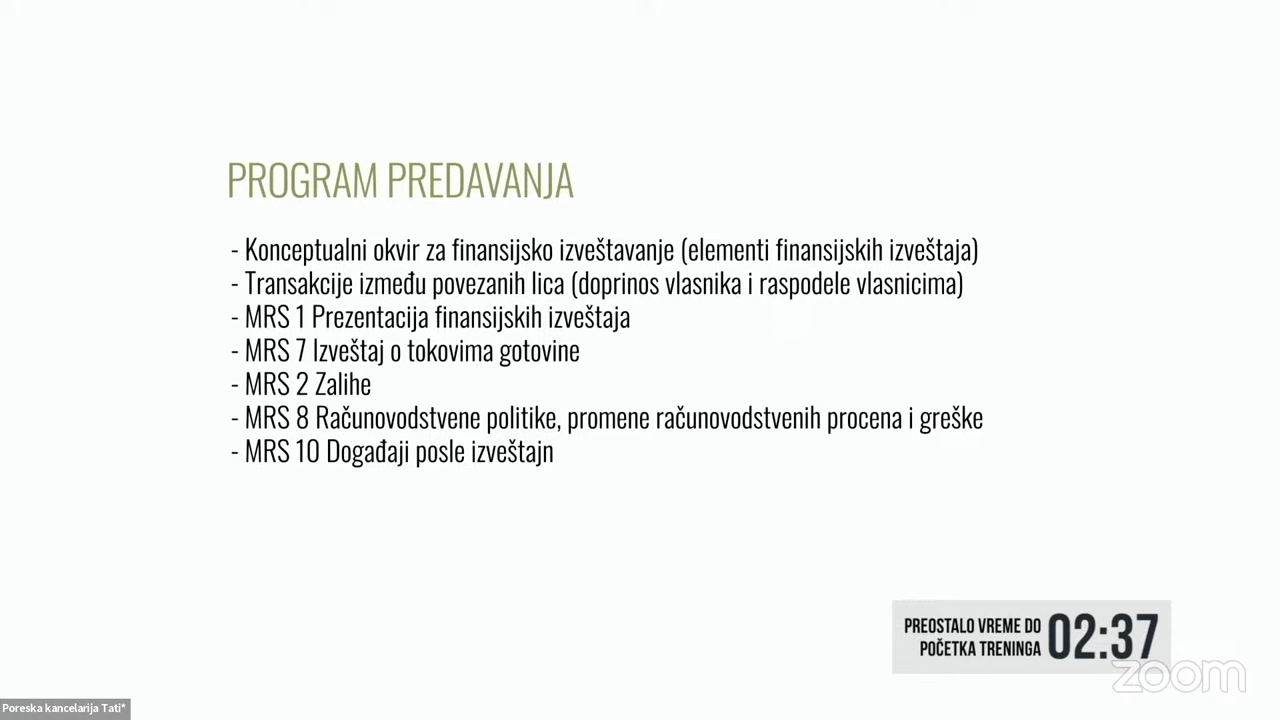 PROGRAM PREDAVANJA
- Konceptualni okvir za finansijsko izveštavanje (elementi finansijskih izveštaja)
- Transakcije između povezanih lica (doprinos vlasnika i raspodele vlasnicima)
- MRS 1 Prezentacija finansijskih izveštaja
- MRS 7 Izveštaj o tokovima gotovine
- MRS 2 Zalihe
- MRS 8 Računovodstvene politike, promene računovodstvenih procena i greške
- MRS 10 Događaji posle izveštajn
PREOSTALO VREME DO
POČETKA TRENINGA
02:37
zoom
Poreska kancelarija Tati*